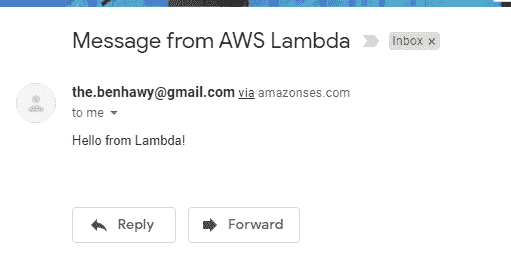 Message from AWS Lambda Inbox x
the.benhawy@gmail.com via amazonses.com
to me
Hello from Lambda!
Reply Forward